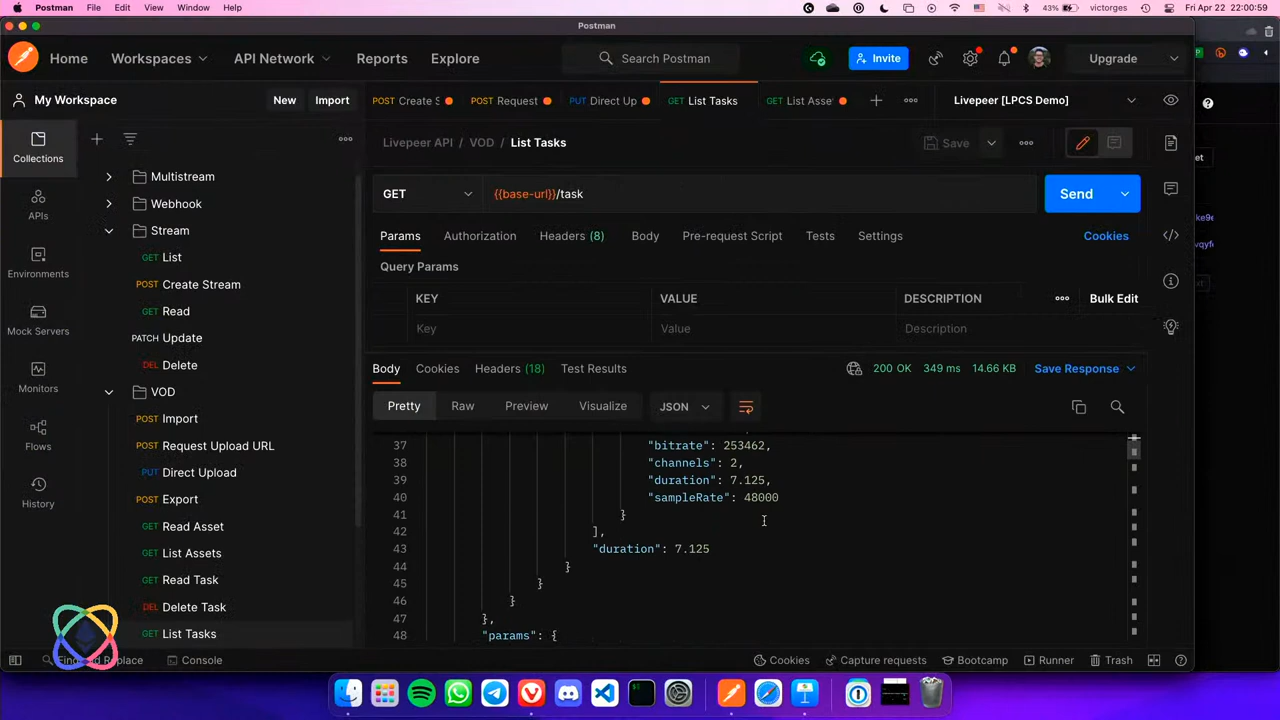 Postman File Edit View Window Help
43% victorges Fri Apr 22 22:00:59
Postman
Home Workspaces API Network Reports Explore Search Postman Invite Upgrade
My Workspace New Import
POST Create S POST Request PUT Direct Up GET List Tasks GET List Asse Livepeer [LPCS Demo]
Collections
APIs
Environments
Mock Servers
Monitors
Flows
History
Multistream
Webhook
Stream
GET List
POST Create Stream
GET Read
PATCH Update
DEL Delete
VOD
POST Import
POST Request Upload URL
PUT Direct Upload
POST Export
GET Read Asset
GET List Assets
GET Read Task
DEL Delete Task
GET List Tasks
Livepeer API / VOD / List Tasks Save
GET {{base-url}}/task Send
Params Authorization Headers (8) Body Pre-request Script Tests Settings Cookies
Query Params
KEY VALUE DESCRIPTION Bulk Edit
Key Value Description
Body Cookies Headers (18) Test Results 200 OK 349 ms 14.66 KB Save Response
Pretty Raw Preview Visualize JSON
37 "bitrate": 253462,
38 "channels": 2,
39 "duration": 7.125,
40 "sampleRate": 48000
41 }
42 ],
43 "duration": 7.125
44 }
45 }
46 }
47 },
48 "params": {
Replace Console Cookies Capture requests Bootcamp Runner Trash